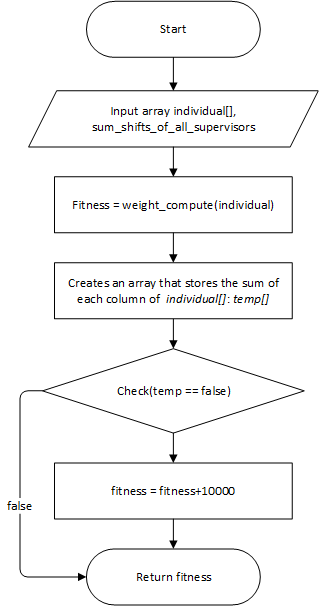 Start
Input array individual[],
sum_shifts_of_all_supervisors
Fitness = weight_compute(individual)
Creates an array that stores the sum of
each column of individual[]: temp[]
Check(temp == false)
fitness = fitness+10000
false
Return fitness